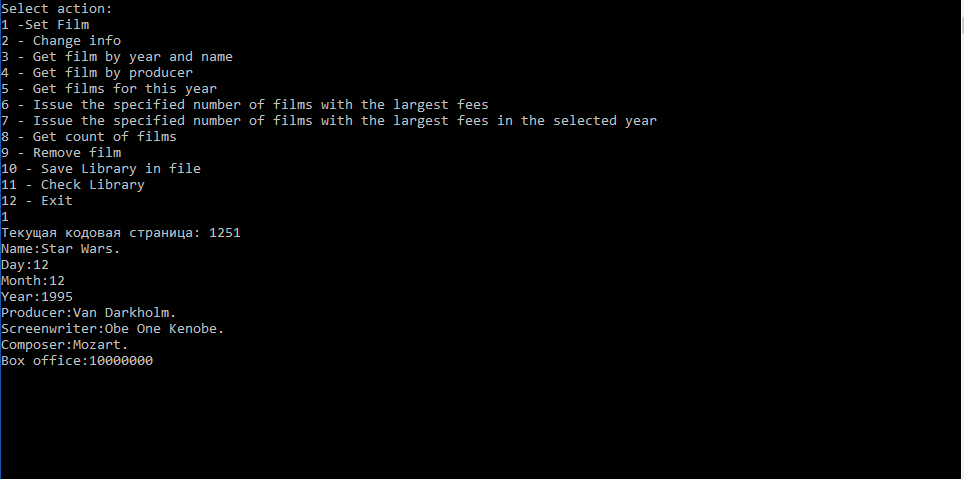 Select action:
1 -Set Film
2 - Change info
3 - Get film by year and name
4 - Get film by producer
5 - Get films for this year
6 - Issue the specified number of films with the largest fees
7 - Issue the specified number of films with the largest fees in the selected year
8 - Get count of films
9 - Remove film
10 - Save Library in file
11 - Check Library
12 - Exit
1
Текущая кодовая страница: 1251
Name:Star Wars.
Day:12
Month:12
Year:1995
Producer:Van Darkholm.
Screenwriter:Obe One Kenobe.
Composer:Mozart.
Box office:10000000